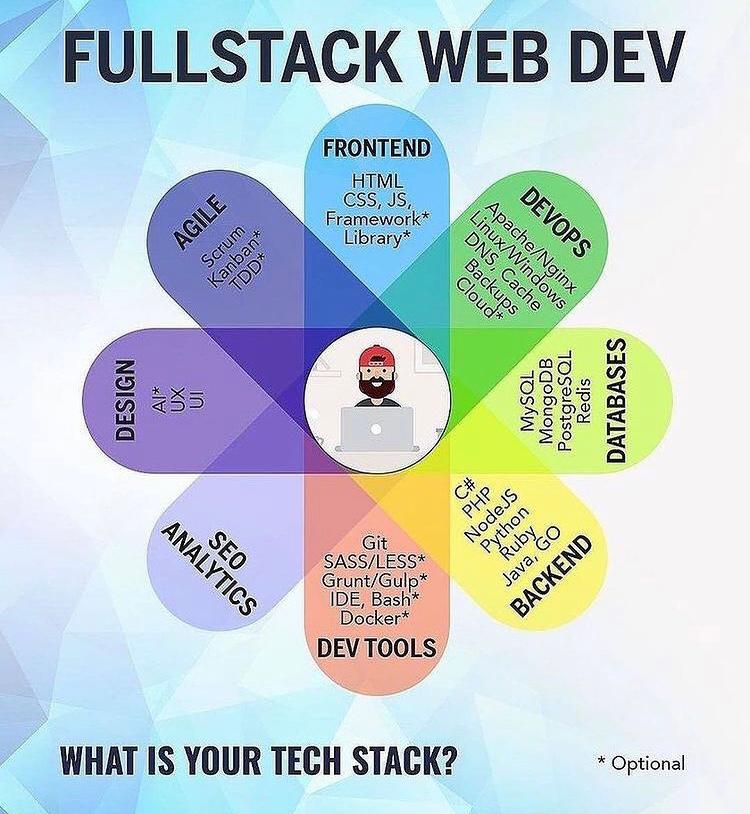 FULLSTACK WEB DEV
FRONTEND
HTML
CSS, JS,
Framework*
Library*
DEVOPS
Apache/Nginx
Linux/Windows
DNS, Cache
Backups
Cloud*
DATABASES
MySQL
MongoDB
PostgreSQL
Redis
C#
PHP
NodeJS
Python
Ruby
Java, GO
BACKEND
Git
SASS/LESS*
Grunt/Gulp*
IDE, Bash*
Docker*
DEV TOOLS
SEO
ANALYTICS
DESIGN
AI*
UX
UI
AGILE
Scrum
Kanban*
TDD*
WHAT IS YOUR TECH STACK?
* Optional